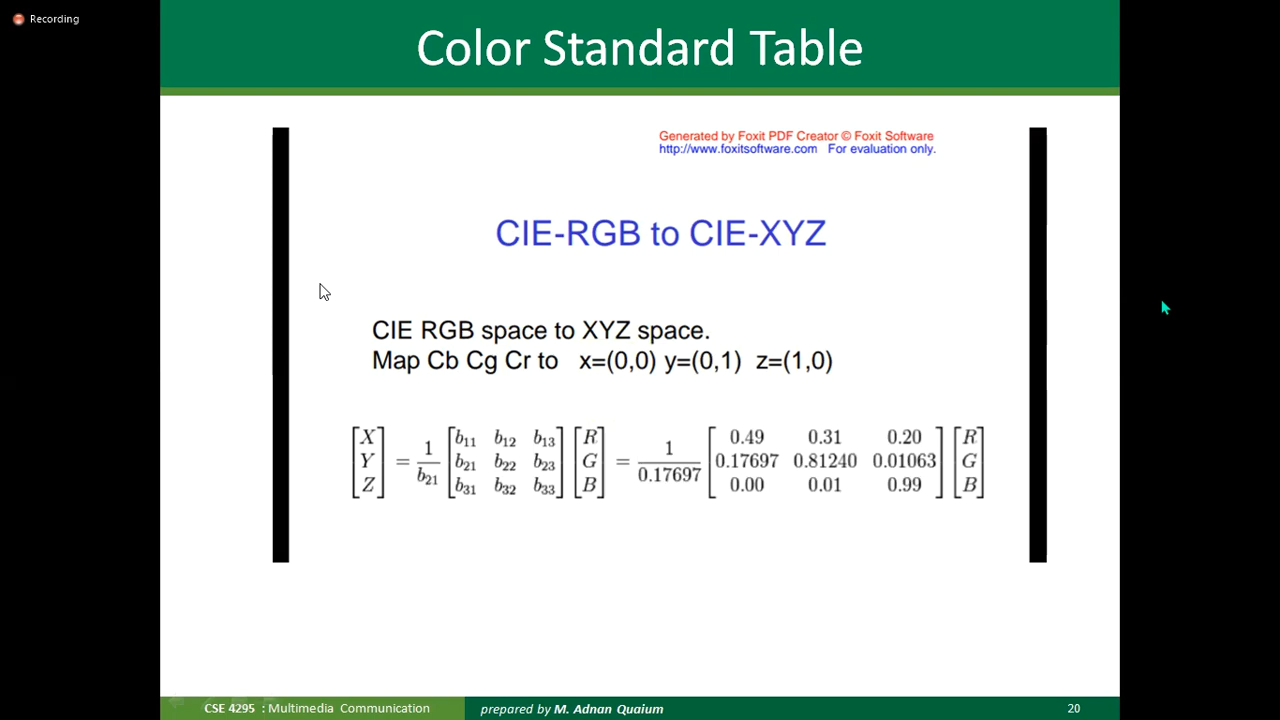 Recording
Color Standard Table
Generated by Foxit PDF Creator © Foxit Software
http://www.foxitsoftware.com For evaluation only.
CIE-RGB to CIE-XYZ
CIE RGB space to XYZ space.
Map Cb Cg Cr to x=(0,0) y=(0,1) z=(1,0)
[X Y Z] = 1/b21 [b11 b12 b13; b21 b22 b23; b31 b32 b33] [R G B] = 1/0.17697 [0.49 0.31 0.20; 0.17697 0.81240 0.01063; 0.00 0.01 0.99] [R G B]
CSE 4295 : Multimedia Communication prepared by M. Adnan Quaium 20